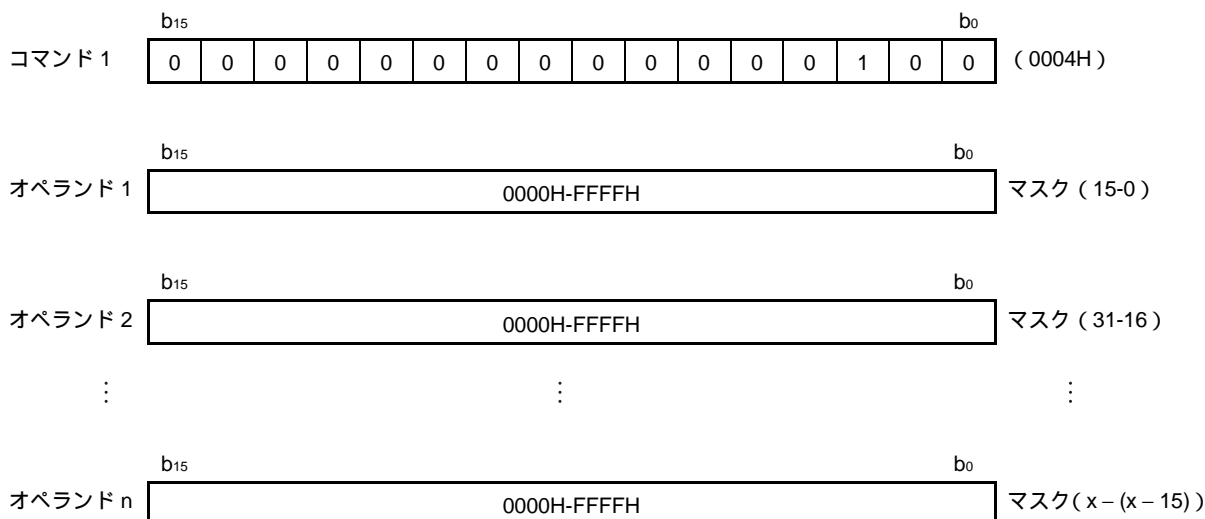 b15 b0
コマンド 1 0 0 0 0 0 0 0 0 0 0 0 0 0 1 0 0 (0004H)
b15 b0
オペランド 1 0000H-FFFFH マスク(15-0)
b15 b0
オペランド 2 0000H-FFFFH マスク(31-16)
⋮ ⋮ ⋮
b15 b0
オペランド n 0000H-FFFFH マスク(x – (x – 15))